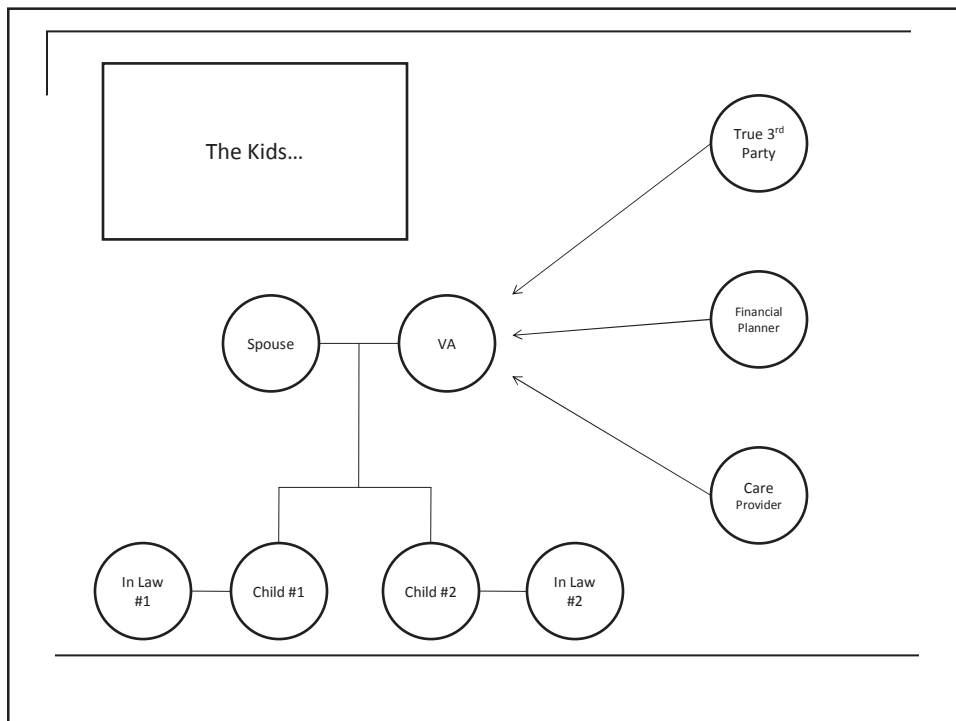 The Kids…
True 3rd
Party
Financial
Planner
Spouse
VA
Care
Provider
In Law
#1
Child #1
Child #2
In Law
#2